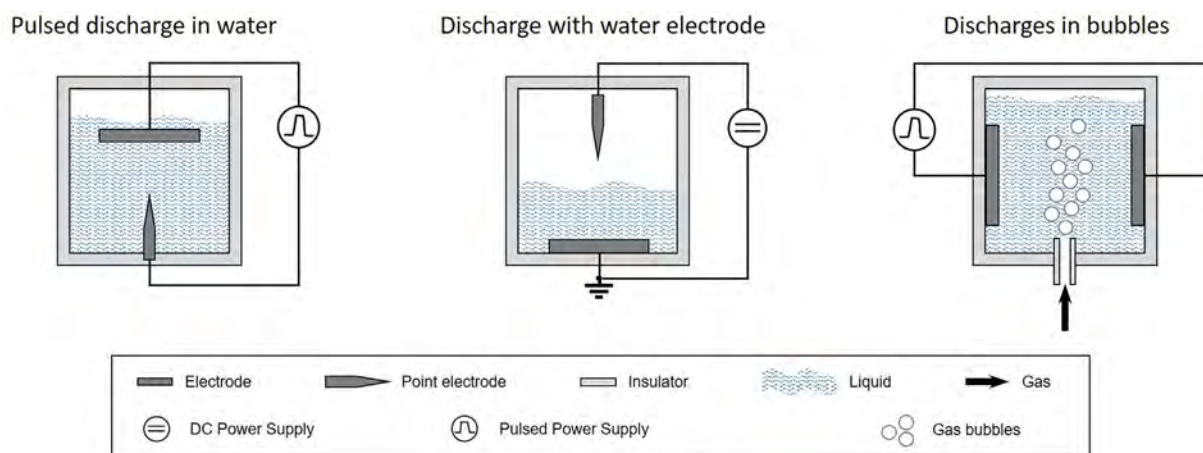 Pulsed discharge in water
Discharge with water electrode
Discharges in bubbles
Electrode
Point electrode
Insulator
Liquid
Gas
DC Power Supply
Pulsed Power Supply
Gas bubbles